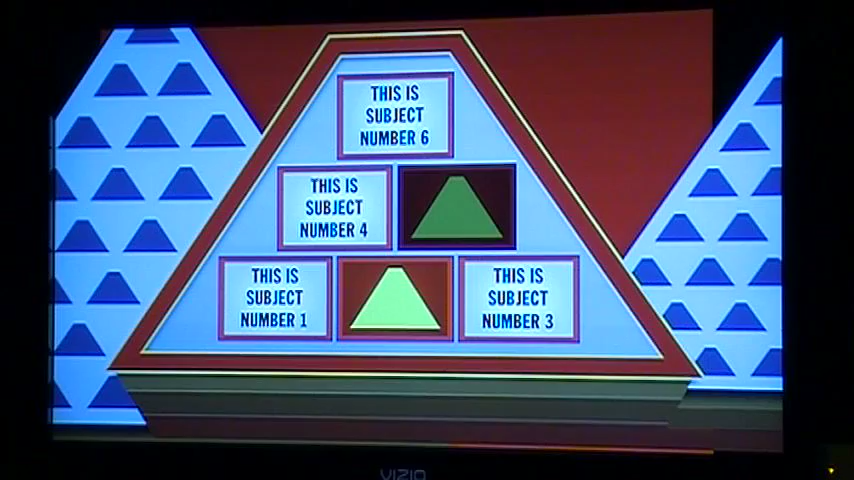 THIS IS
SUBJECT
NUMBER 6
THIS IS
SUBJECT
NUMBER 4
THIS IS
SUBJECT
NUMBER 1
THIS IS
SUBJECT
NUMBER 3
VIZIO